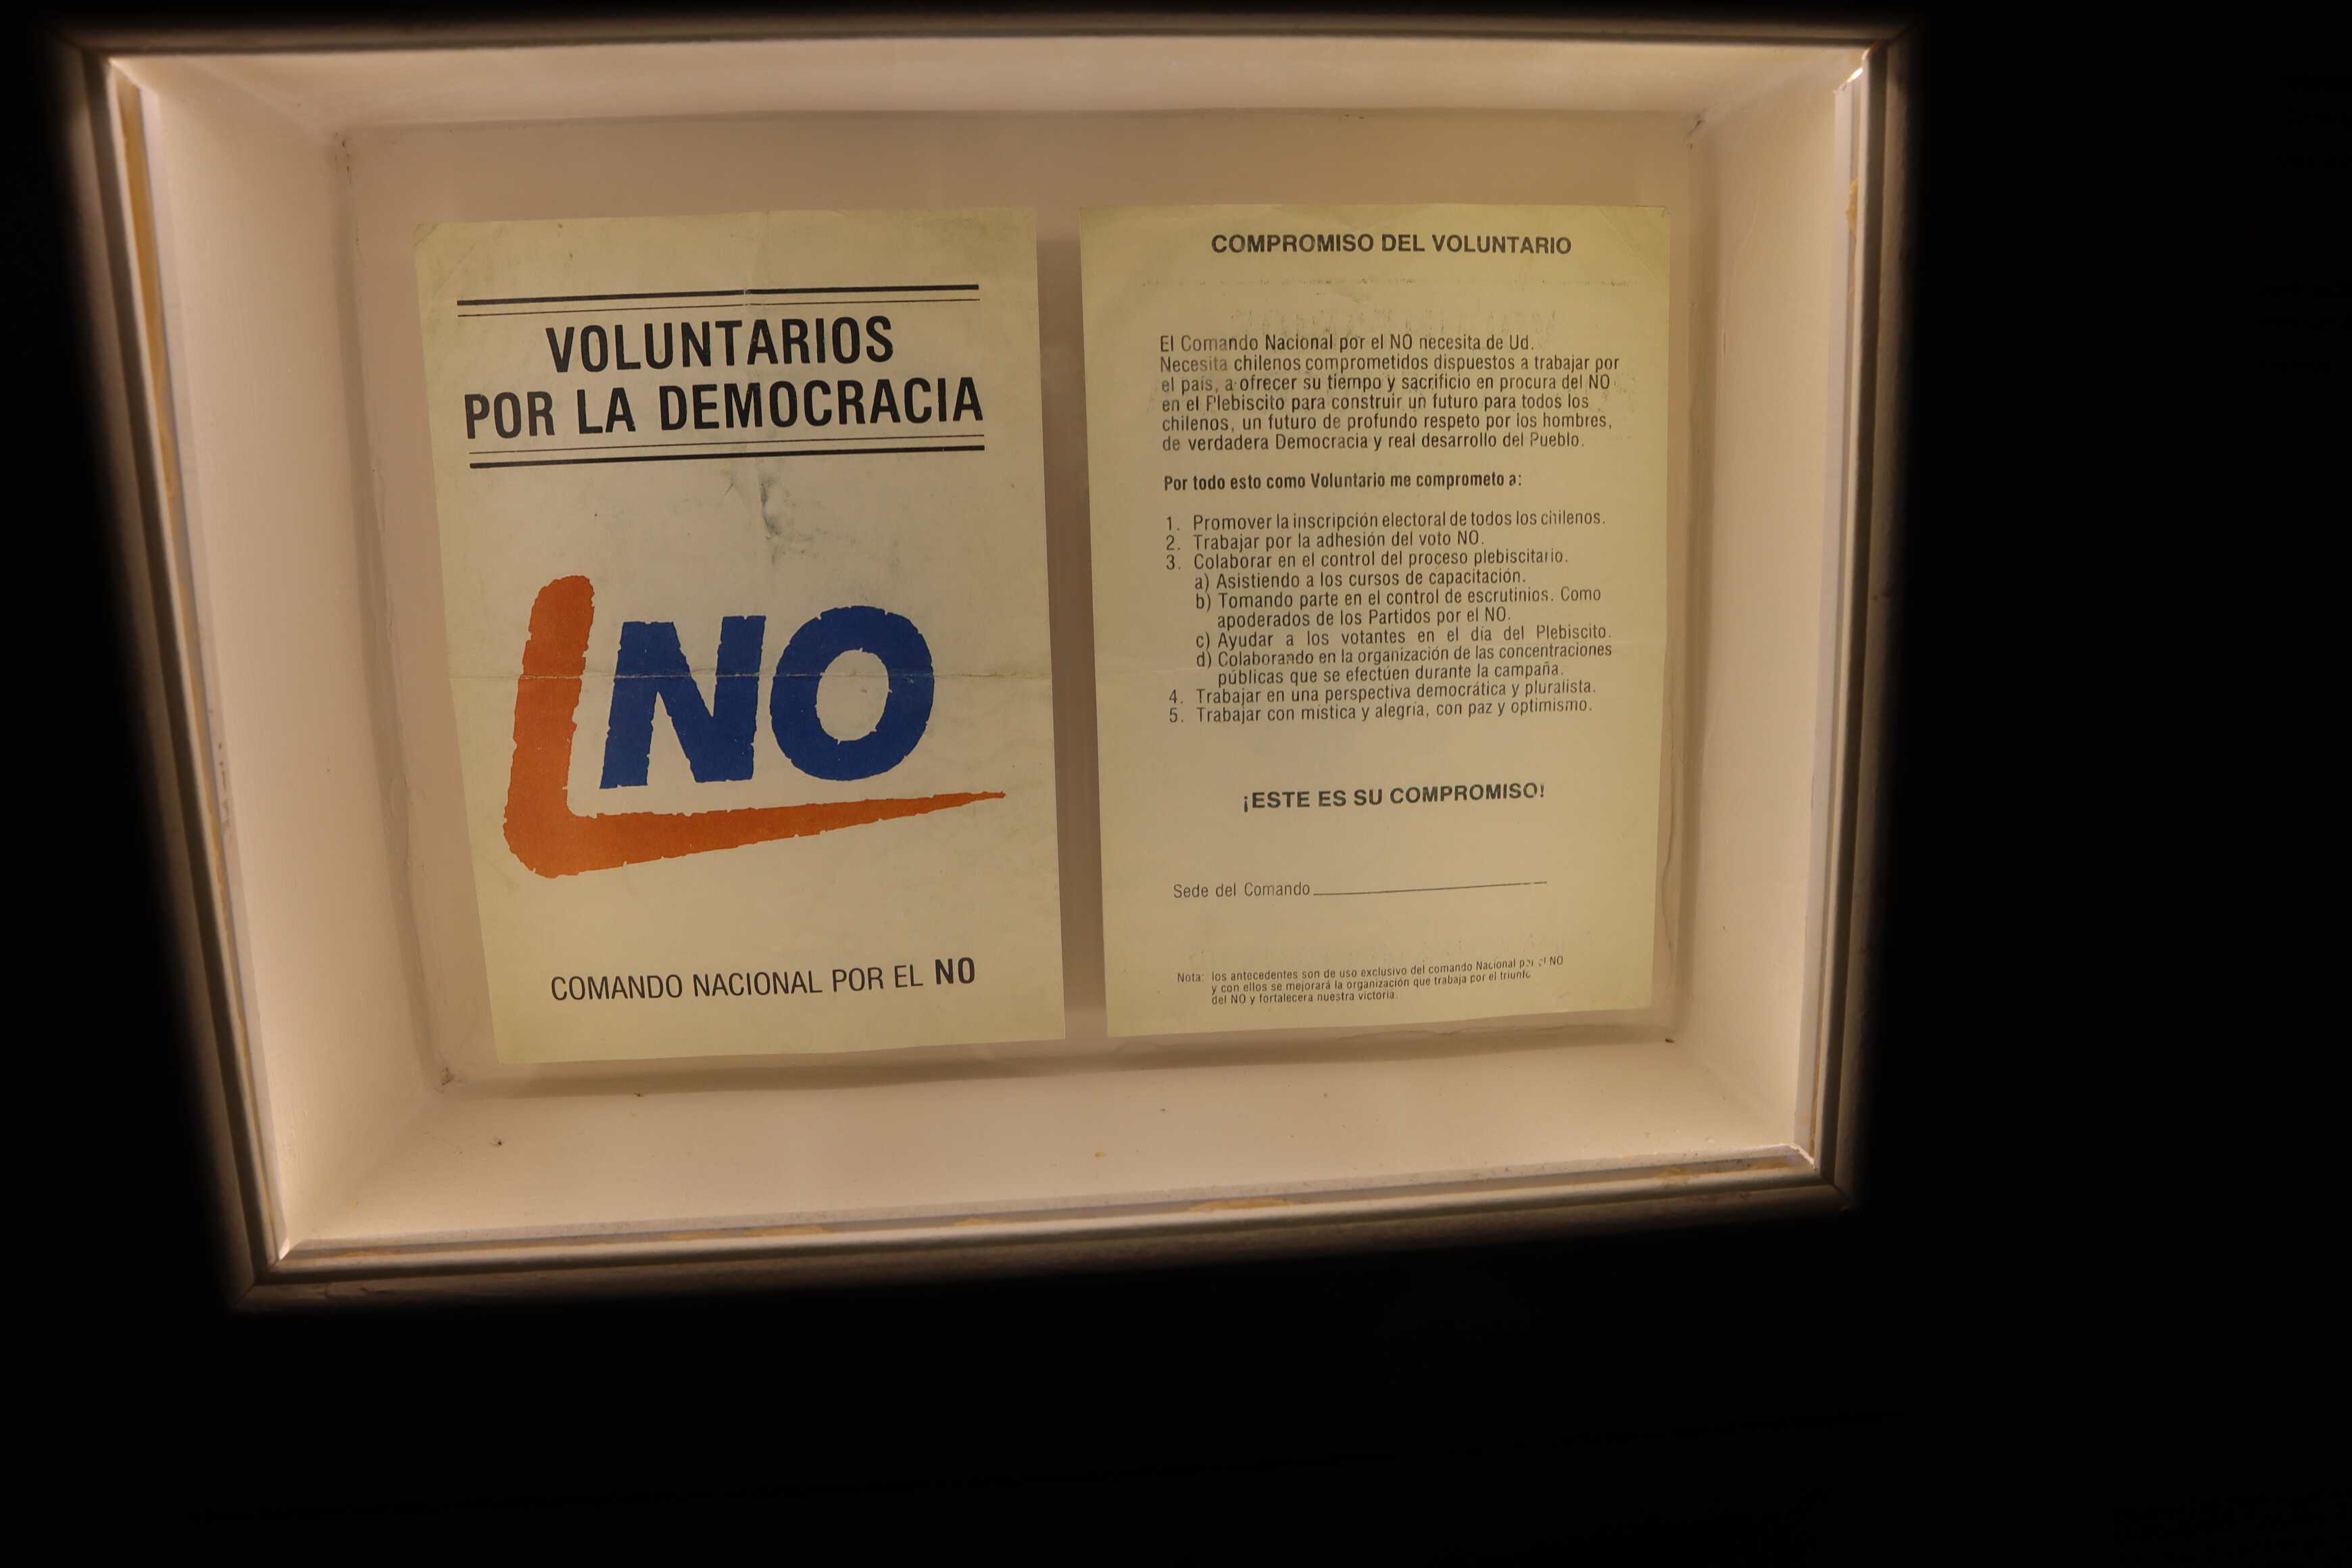 VOLUNTARIOS
POR LA DEMOCRACIA
NO
COMANDO NACIONAL POR EL NO
COMPROMISO DEL VOLUNTARIO
El Comando Nacional por el NO necesita de Ud.
Necesita chilenos comprometidos dispuestos a trabajar por
el país, a ofrecer su tiempo y sacrificio en procura del NO
en el Plebiscito para construir un futuro para todos los
chilenos, un futuro de profundo respeto por los hombres,
de verdadera Democracia y real desarrollo del Pueblo.
Por todo esto como Voluntario me comprometo a:
1. Promover la inscripción electoral de todos los chilenos.
2. Trabajar por la adhesión del voto NO.
3. Colaborar en el control del proceso plebiscitario.
a) Asistiendo a los cursos de capacitación.
b) Tomando parte en el control de escrutinios. Como
apoderados de los Partidos por el NO.
c) Ayudar a los votantes en el día del Plebiscito.
d) Colaborando en la organización de las concentraciones
públicas que se efectúen durante la campaña.
4. Trabajar en una perspectiva democrática y pluralista.
5. Trabajar con mística y alegría, con paz y optimismo.
¡ESTE ES SU COMPROMISO!
Sede del Comando
Nota: los antecedentes son de uso exclusivo del comando Nacional por el NO
y con ellos se mejorará la organización que trabaja por el triunfo
del NO y fortalecera nuestra victoria.